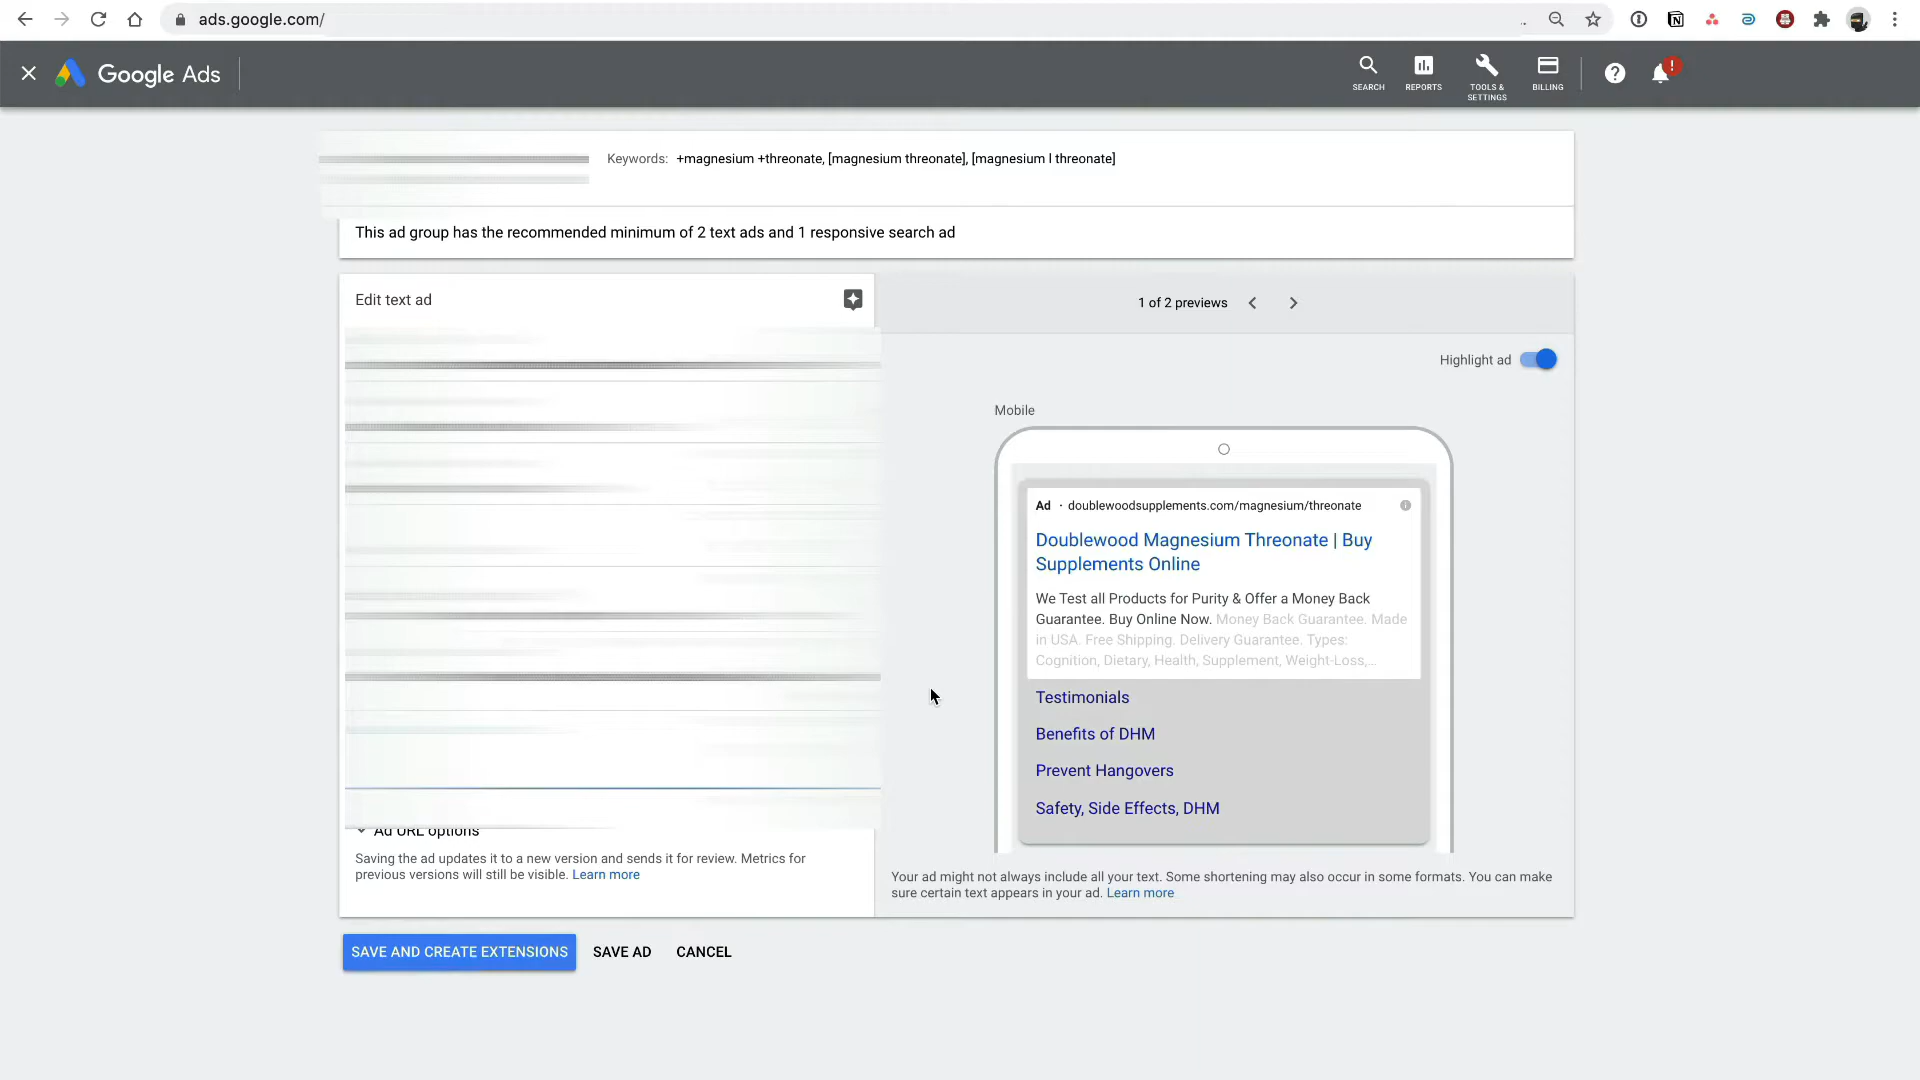 ads.google.com/
Google Ads
SEARCH
REPORTS
TOOLS &
SETTINGS
BILLING
Keywords: +magnesium +threonate, [magnesium threonate], [magnesium l threonate]
This ad group has the recommended minimum of 2 text ads and 1 responsive search ad
Edit text ad
1 of 2 previews
Highlight ad
Mobile
Ad · doublewoodsupplements.com/magnesium/threonate
Doublewood Magnesium Threonate | Buy
Supplements Online
We Test all Products for Purity & Offer a Money Back
Guarantee. Buy Online Now. Money Back Guarantee. Made
in USA. Free Shipping. Delivery Guarantee. Types:
Cognition, Dietary, Health, Supplement, Weight-Loss,...
Testimonials
Benefits of DHM
Prevent Hangovers
Safety, Side Effects, DHM
Ad URL options
Saving the ad updates it to a new version and sends it for review. Metrics for
previous versions will still be visible. Learn more
Your ad might not always include all your text. Some shortening may also occur in some formats. You can make
sure certain text appears in your ad. Learn more
SAVE AND CREATE EXTENSIONS
SAVE AD
CANCEL